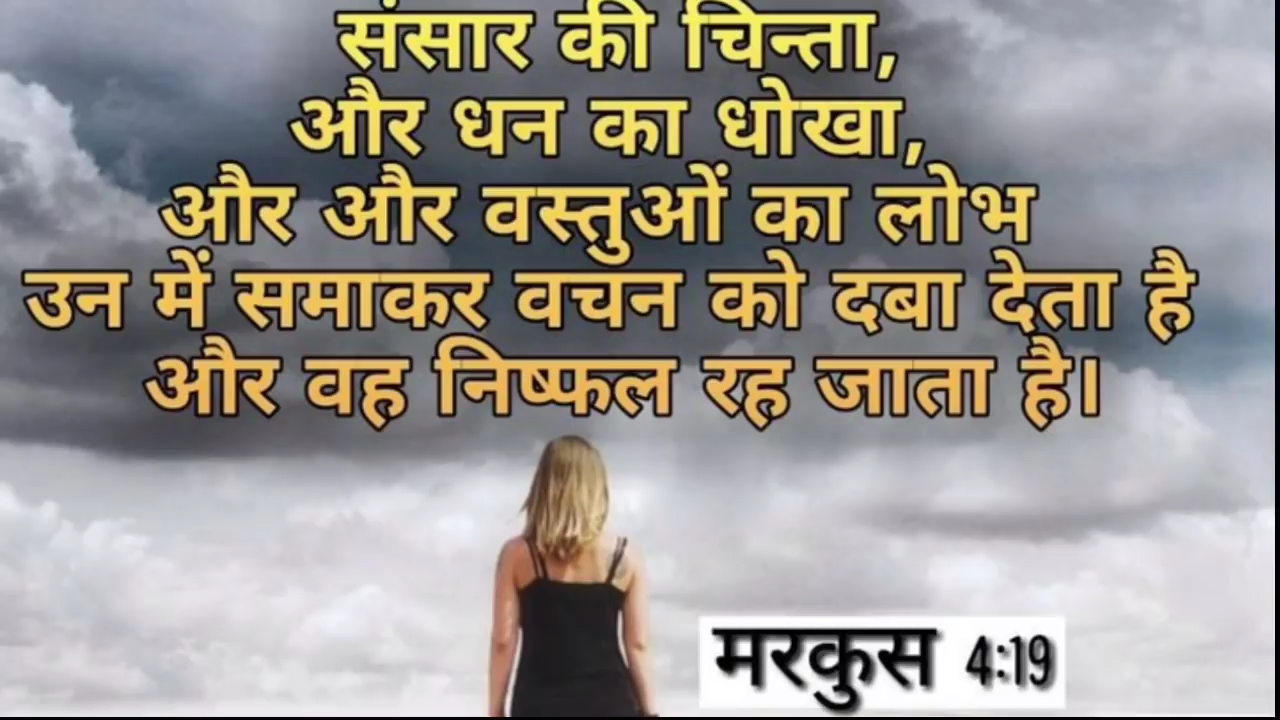 संसार की चिन्ता,
और धन का धोखा,
और और वस्तुओं का लोभ
उन में समाकर वचन को दबा देता है
और वह निष्फल रह जाता है।
मरकुस 4:19